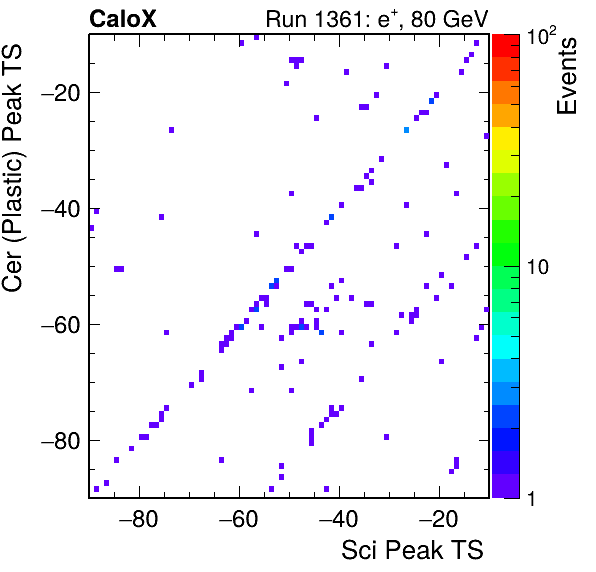 CaloX Run 1361: e⁺, 80 GeV
Cer (Plastic) Peak TS
−20
−40
−60
−80
−80 −60 −40 −20
Sci Peak TS
10²
10
1
Events